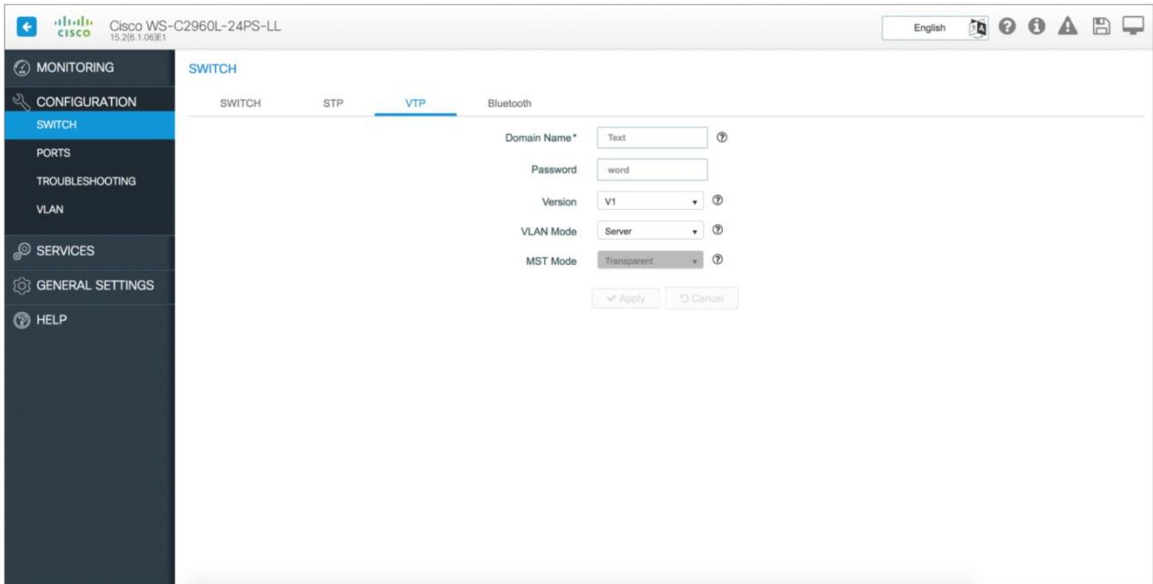 CISCO
Cisco WS-C2960L-24PS-LL
15.2(6.1.06)E1
English
MONITORING
CONFIGURATION
SWITCH
PORTS
TROUBLESHOOTING
VLAN
SERVICES
GENERAL SETTINGS
HELP
SWITCH
SWITCH STP VTP Bluetooth
Domain Name* Text
Password word
Version V1
VLAN Mode Server
MST Mode Transparent
Apply Cancel